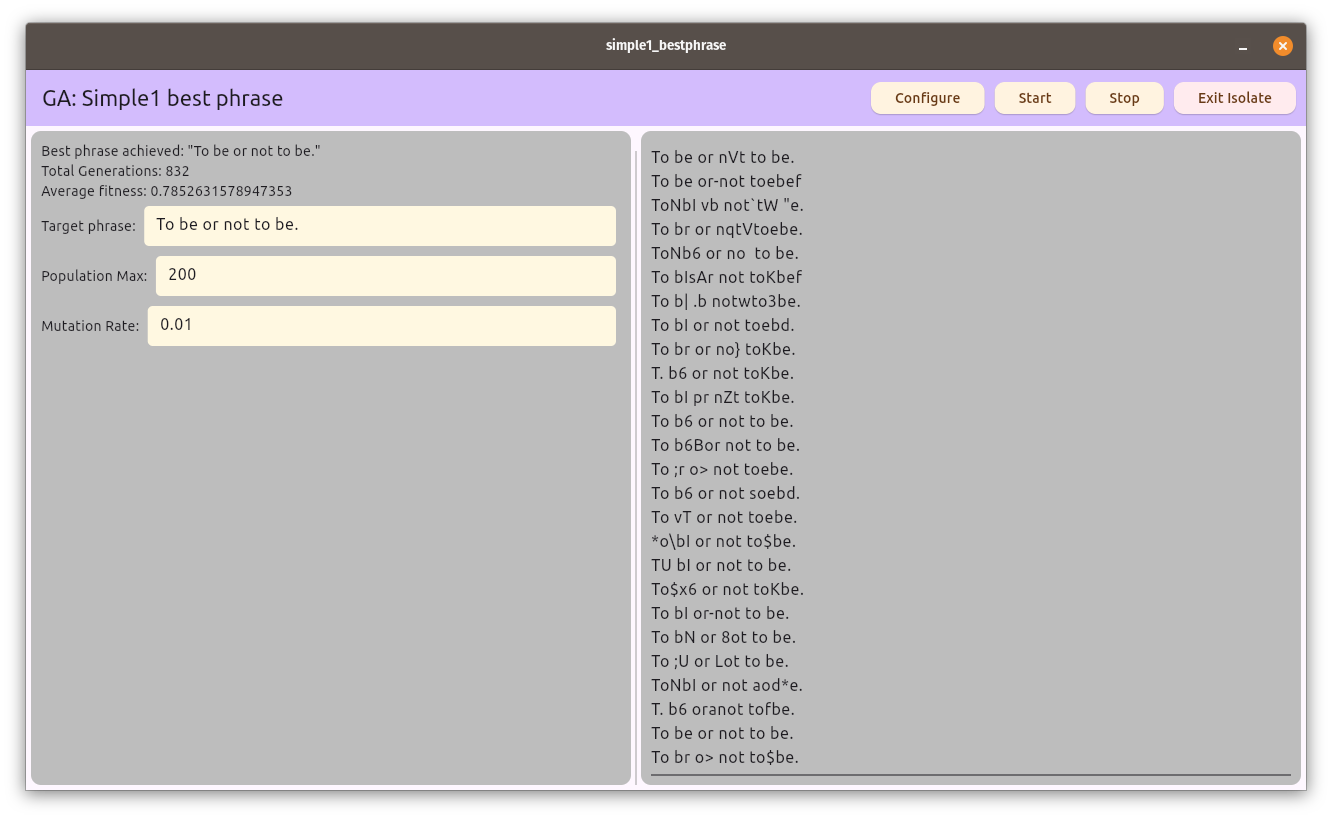 simple1_bestphrase
GA: Simple1 best phrase
Configure
Start
Stop
Exit Isolate
Best phrase achieved: "To be or not to be."
Total Generations: 832
Average fitness: 0.7852631578947353
Target phrase: To be or not to be.
Population Max: 200
Mutation Rate: 0.01
To be or nVt to be.
To be or-not toebef
ToNbI vb not`tW "e.
To br or nqtVtoebe.
ToNb6 or no  to be.
To bIsAr not toKbef
To b| .b notwto3be.
To bI or not toebd.
To br or no} toKbe.
T. b6 or not toKbe.
To bI pr nZt toKbe.
To b6 or not to be.
To b6Bor not to be.
To ;r o> not toebe.
To b6 or not soebd.
To vT or not toebe.
*o\bI or not to$be.
TU bI or not to be.
To$x6 or not toKbe.
To bI or-not to be.
To bN or 8ot to be.
To ;U or Lot to be.
ToNbI or not aod*e.
T. b6 oranot tofbe.
To be or not to be.
To br o> not to$be.